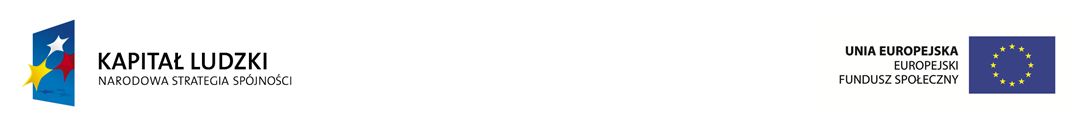 KAPITAŁ LUDZKI
NARODOWA STRATEGIA SPÓJNOŚCI
UNIA EUROPEJSKA
EUROPEJSKI
FUNDUSZ SPOŁECZNY